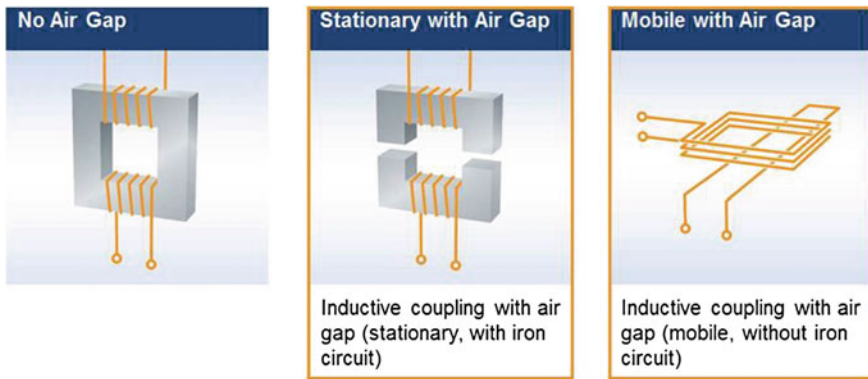 No Air Gap
Stationary with Air Gap
Mobile with Air Gap
Inductive coupling with air
gap (stationary, with iron
circuit)
Inductive coupling with air
gap (mobile, without iron
circuit)